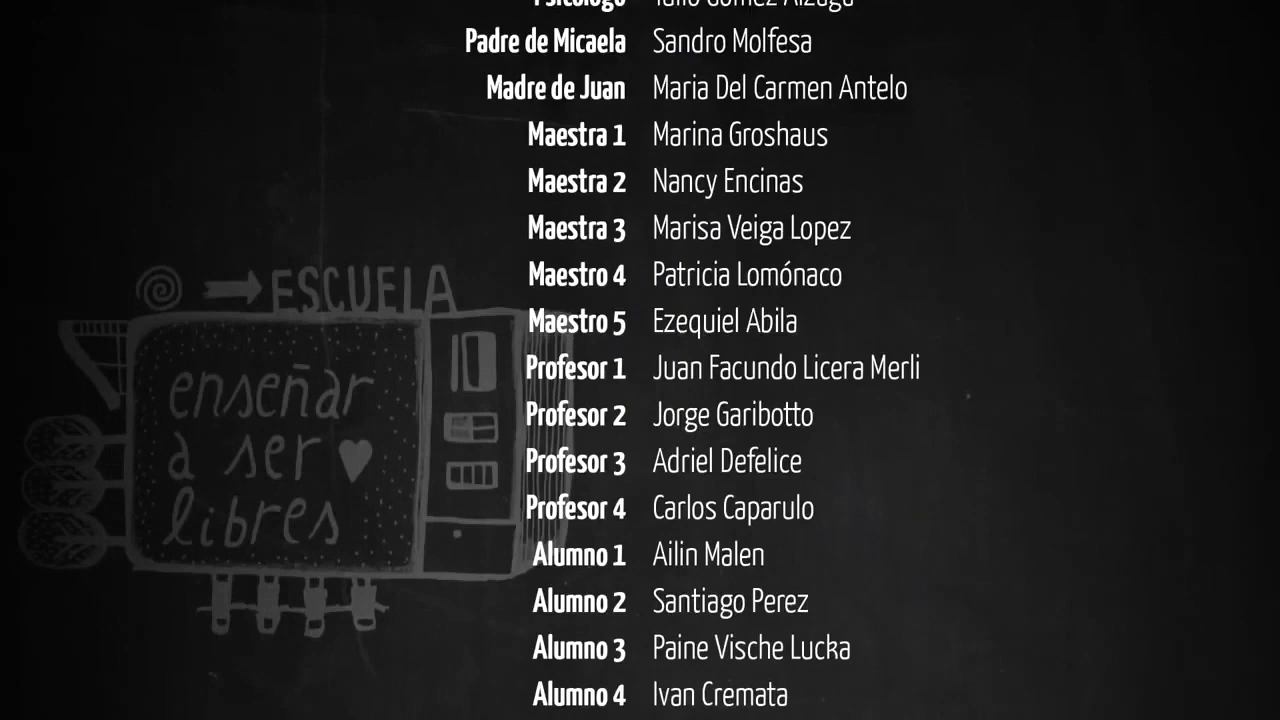 Padre de Micaela Sandro Molfesa
Madre de Juan Maria Del Carmen Antelo
Maestra 1 Marina Groshaus
Maestra 2 Nancy Encinas
Maestra 3 Marisa Veiga Lopez
Maestro 4 Patricia Lomónaco
Maestro 5 Ezequiel Abila
Profesor 1 Juan Facundo Licera Merli
Profesor 2 Jorge Garibotto
Profesor 3 Adriel Defelice
Profesor 4 Carlos Caparulo
Alumno 1 Ailin Malen
Alumno 2 Santiago Perez
Alumno 3 Paine Vische Lucka
Alumno 4 Ivan Cremata
ESCUELA
enseñar
a ser
libres